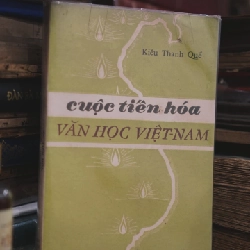 Kiều Thanh Quế
cuộc tiến hóa
VĂN HỌC VIỆT-NAM